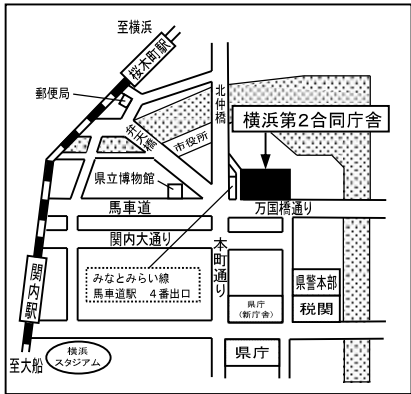 至横浜
桜木町駅
郵便局
弁天橋
北仲橋
市役所
横浜第2合同庁舎
県立博物館
馬車道
万国橋通り
関内大通り
本町通り
みなとみらい線
馬車道駅 4番出口
関内駅
県警本部
税関
県庁
(新庁舎)
県庁
至大船
横浜
スタジアム